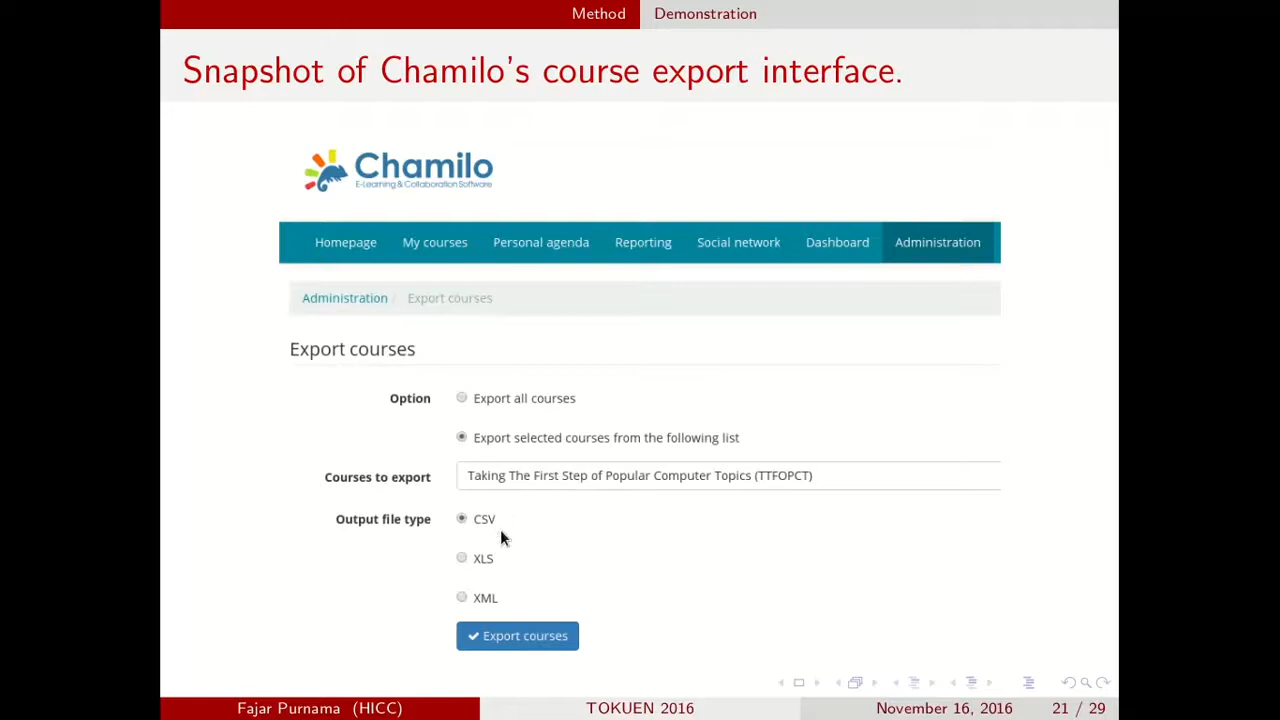 Method Demonstration
Snapshot of Chamilo's course export interface.
Chamilo
E-Learning & Collaboration Software
Homepage My courses Personal agenda Reporting Social network Dashboard Administration
Administration / Export courses
Export courses
Option Export all courses
Export selected courses from the following list
Courses to export Taking The First Step of Popular Computer Topics (TTFOPCT)
Output file type CSV
XLS
XML
Export courses
Fajar Purnama (HICC) TOKUEN 2016 November 16, 2016 21 / 29